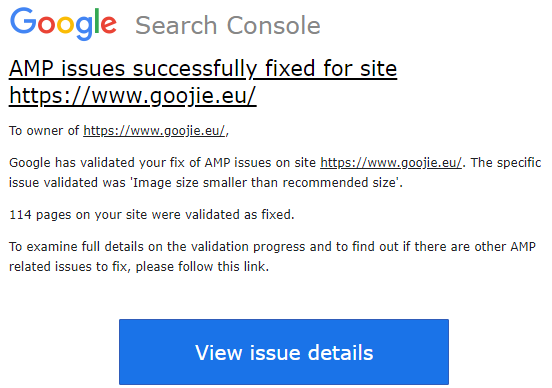 Google Search Console
AMP issues successfully fixed for site
https://www.goojie.eu/
To owner of https://www.goojie.eu/,
Google has validated your fix of AMP issues on site https://www.goojie.eu/. The specific
issue validated was 'Image size smaller than recommended size'.
114 pages on your site were validated as fixed.
To examine full details on the validation progress and to find out if there are other AMP
related issues to fix, please follow this link.
View issue details